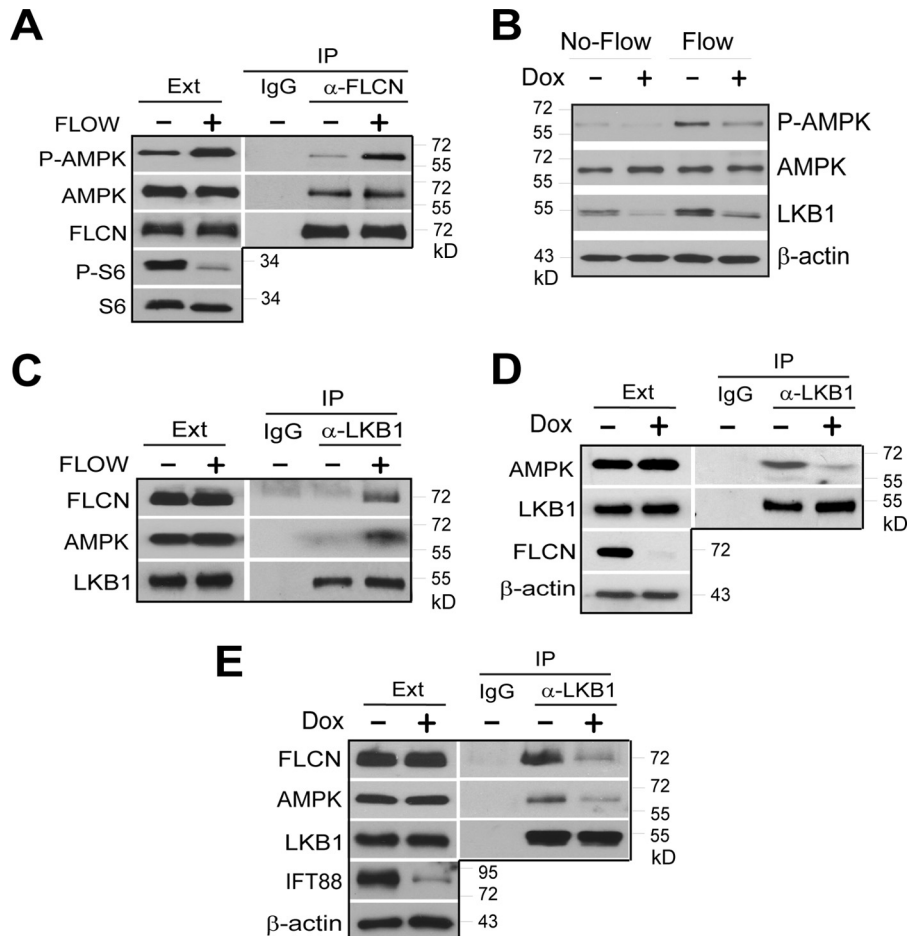 A
IP
Ext IgG α-FLCN
FLOW − + − − +
P-AMPK 72
55
AMPK 72
55
FLCN 72
kD
P-S6 34
S6 34
B
No-Flow Flow
Dox − + − +
72
55 P-AMPK
72
55 AMPK
55 LKB1
43 β-actin
kD
C
IP
Ext IgG α-LKB1
FLOW − + − − +
FLCN 72
AMPK 72
55
LKB1 55
kD
D
IP
Ext IgG α-LKB1
Dox − + − − +
AMPK 72
55
LKB1 55
kD
FLCN 72
β-actin 43
E
IP
Ext IgG α-LKB1
Dox − + − − +
FLCN 72
AMPK 72
55
LKB1 55
kD
IFT88 95
72
β-actin 43